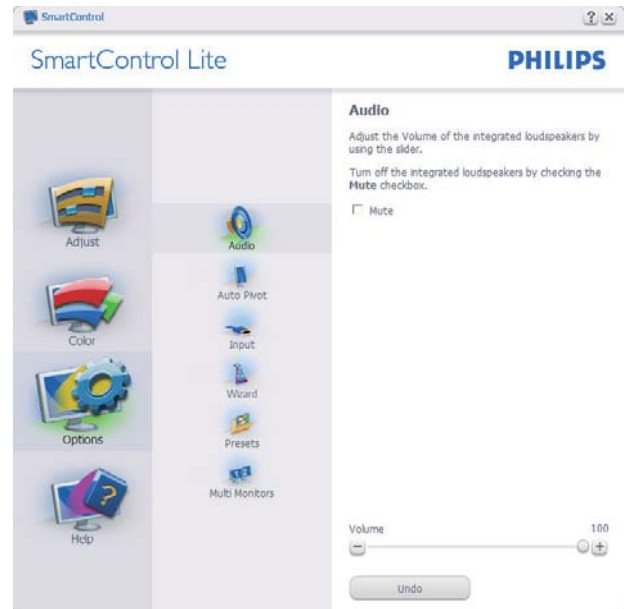 SmartControl
SmartControl Lite
PHILIPS
Adjust
Color
Options
Help
Audio
Auto Pivot
Input
Wizard
Presets
Multi Monitors
Audio
Adjust the Volume of the integrated loudspeakers by
using the slider.
Turn off the integrated loudspeakers by checking the
Mute checkbox.
Mute
Volume 100
Undo